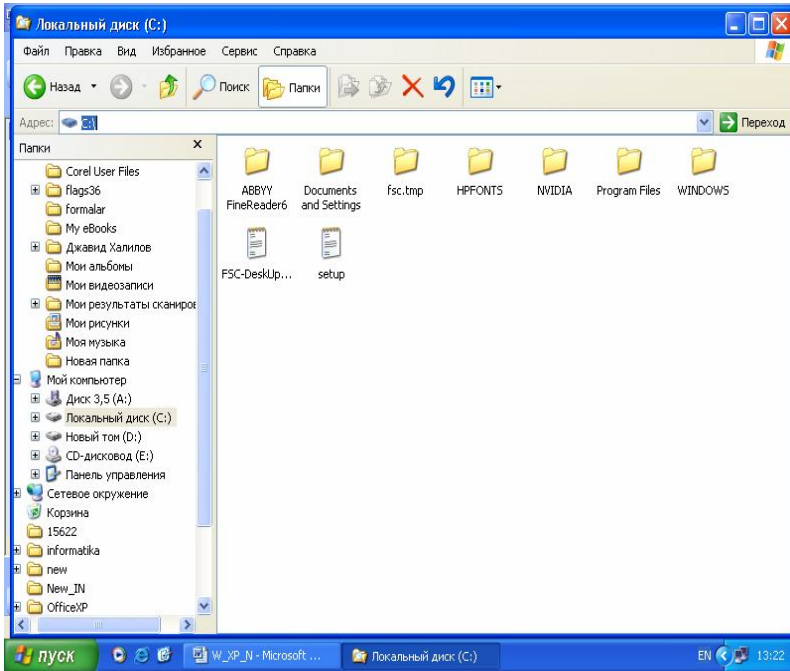 Локальный диск (C:)
Файл Правка Вид Избранное Сервис Справка
Назад Поиск Папки
Адрес: C:\ Переход
Папки x
Corel User Files
flags36
formalar
My eBooks
Джавид Халилов
Мои альбомы
Мои видеозаписи
Мои результаты сканиров
Мои рисунки
Моя музыка
Новая папка
Мой компьютер
Диск 3,5 (A:)
Локальный диск (C:)
Новый том (D:)
CD-дисковод (E:)
Панель управления
Сетевое окружение
Корзина
15622
informatika
new
New_IN
OfficeXP
ABBYY FineReader6
Documents and Settings
fsc.tmp
HPFONTS
NVIDIA
Program Files
WINDOWS
FSC-DeskUp...
setup
пуск W_XP_N - Microsoft ... Локальный диск (C:) EN 13:22